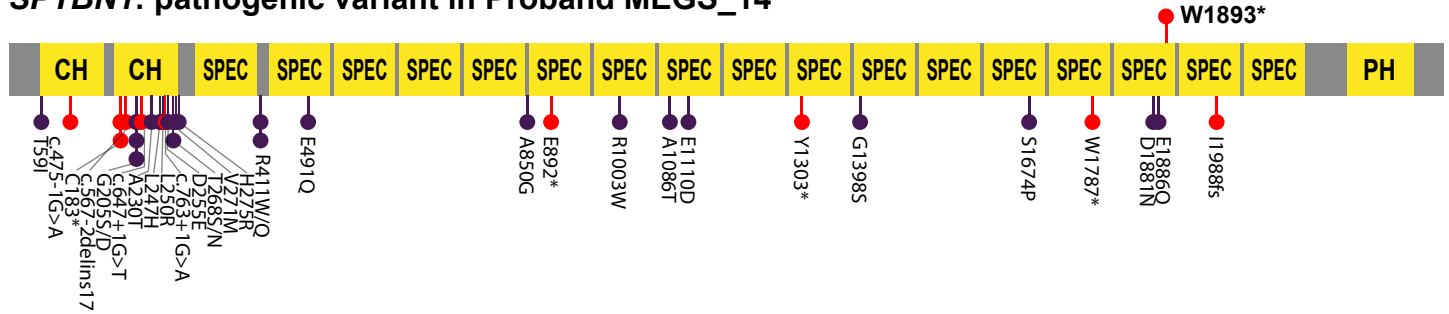 SPTBN1: pathogenic variant in Proband MEGS_14
W1893*
CH CH SPEC SPEC SPEC SPEC SPEC SPEC SPEC SPEC SPEC SPEC SPEC SPEC SPEC SPEC SPEC SPEC SPEC PH
T59I
c.475-1G>A
C183*
c.567-2delins17
G205S/D
c.647+1G>T
A230T
L247H
L250R
c.763+1G>A
D255E
T268S/N
V271M
H275R
R411W/Q
E491Q
A850G
E892*
R1003W
A1086T
E1110D
Y1303*
G1398S
S1674P
W1787*
D1881N
E1886Q
I1988fs